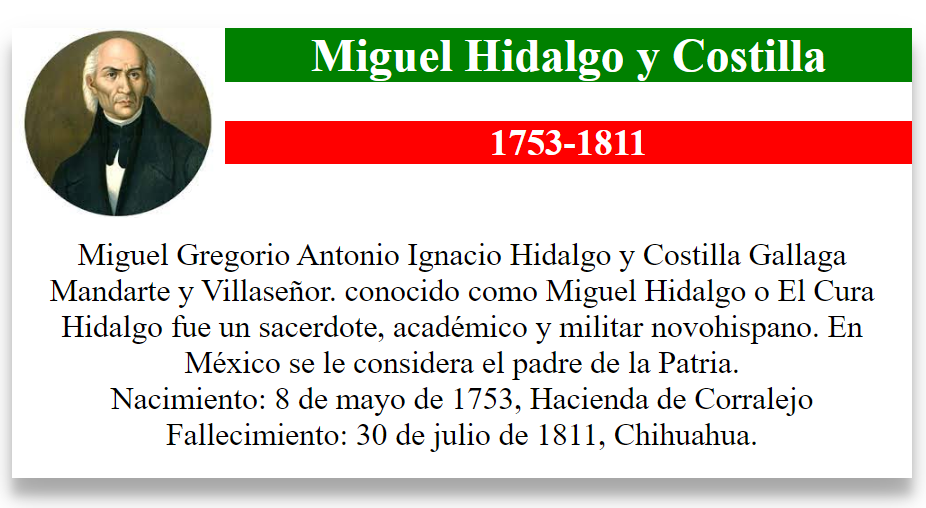 Miguel Hidalgo y Costilla
1753-1811
Miguel Gregorio Antonio Ignacio Hidalgo y Costilla Gallaga
Mandarte y Villaseñor. conocido como Miguel Hidalgo o El Cura
Hidalgo fue un sacerdote, académico y militar novohispano. En
México se le considera el padre de la Patria.
Nacimiento: 8 de mayo de 1753, Hacienda de Corralejo
Fallecimiento: 30 de julio de 1811, Chihuahua.